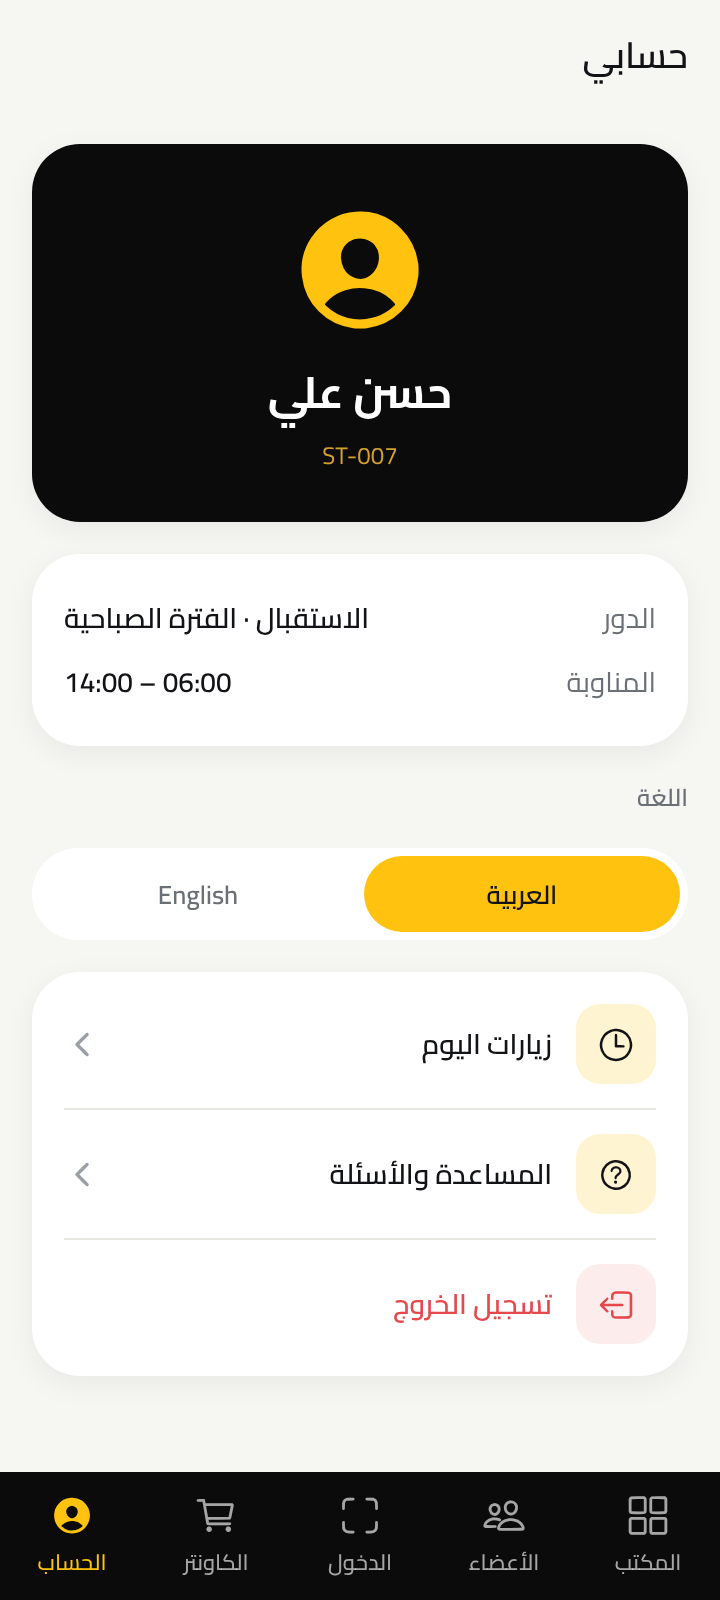 حسابي
حسن علي
ST-007
الدور الاستقبال · الفترة الصباحية
المناوبة 06:00 – 14:00
اللغة
العربية English
زيارات اليوم
المساعدة والأسئلة
تسجيل الخروج
المكتب الأعضاء الدخول الكاونتر الحساب